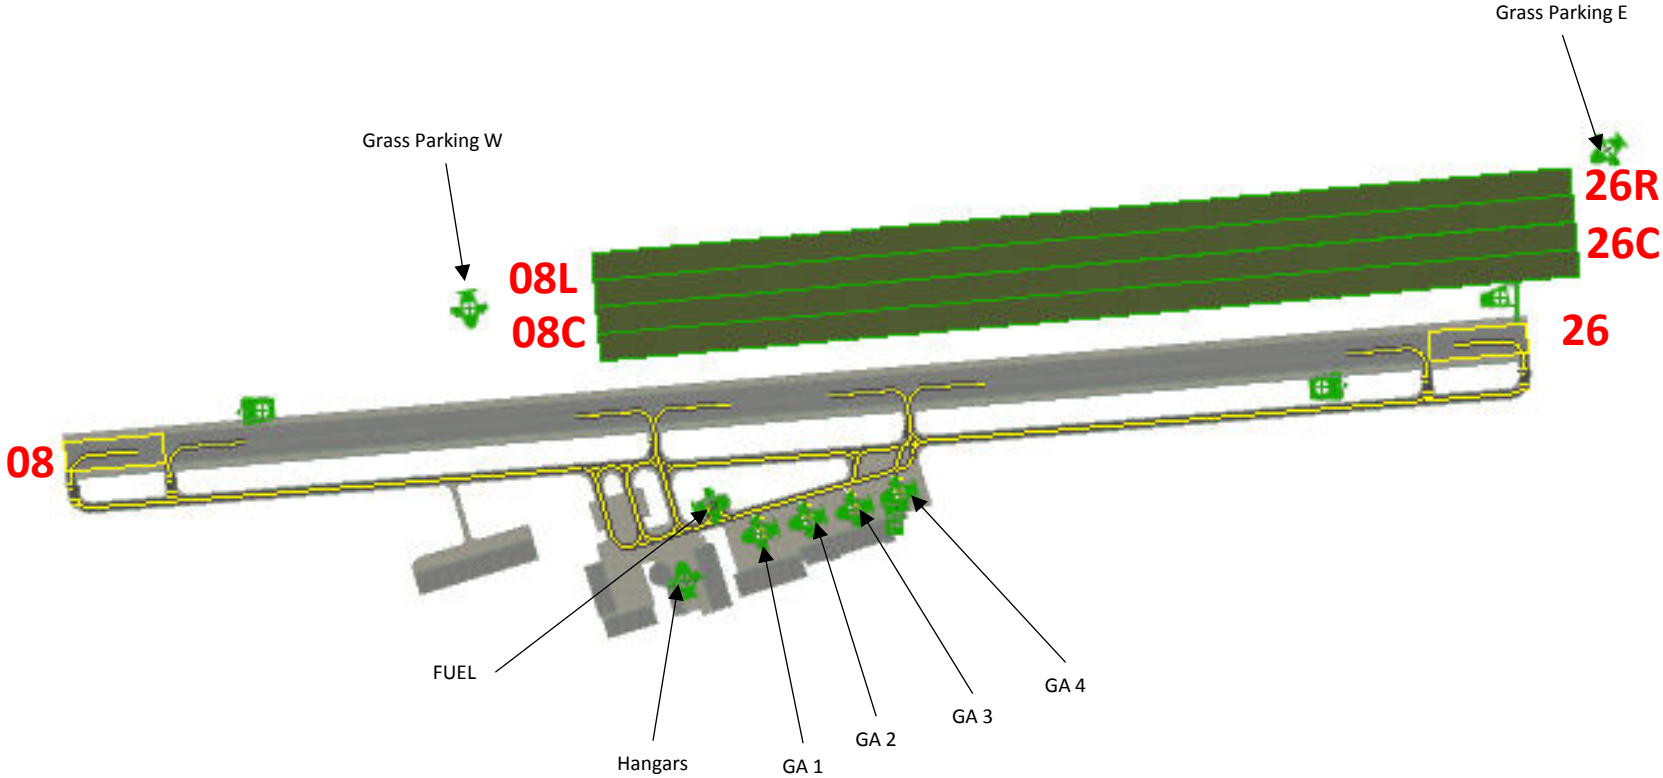 Grass Parking E
Grass Parking W
26R
26C
08L
08C
26
08
FUEL
GA 4
GA 3
GA 2
Hangars
GA 1